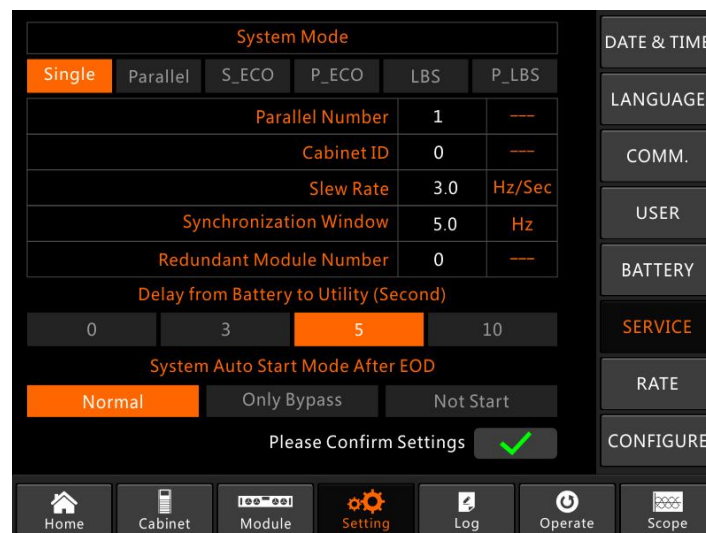 System Mode
Single Parallel S_ECO P_ECO LBS P_LBS
Parallel Number 1 ---
Cabinet ID 0 ---
Slew Rate 3.0 Hz/Sec
Synchronization Window 5.0 Hz
Redundant Module Number 0 ---
Delay from Battery to Utility (Second)
0 3 5 10
System Auto Start Mode After EOD
Normal Only Bypass Not Start
Please Confirm Settings
DATE & TIME
LANGUAGE
COMM.
USER
BATTERY
SERVICE
RATE
CONFIGURE
Home Cabinet Module Setting Log Operate Scope